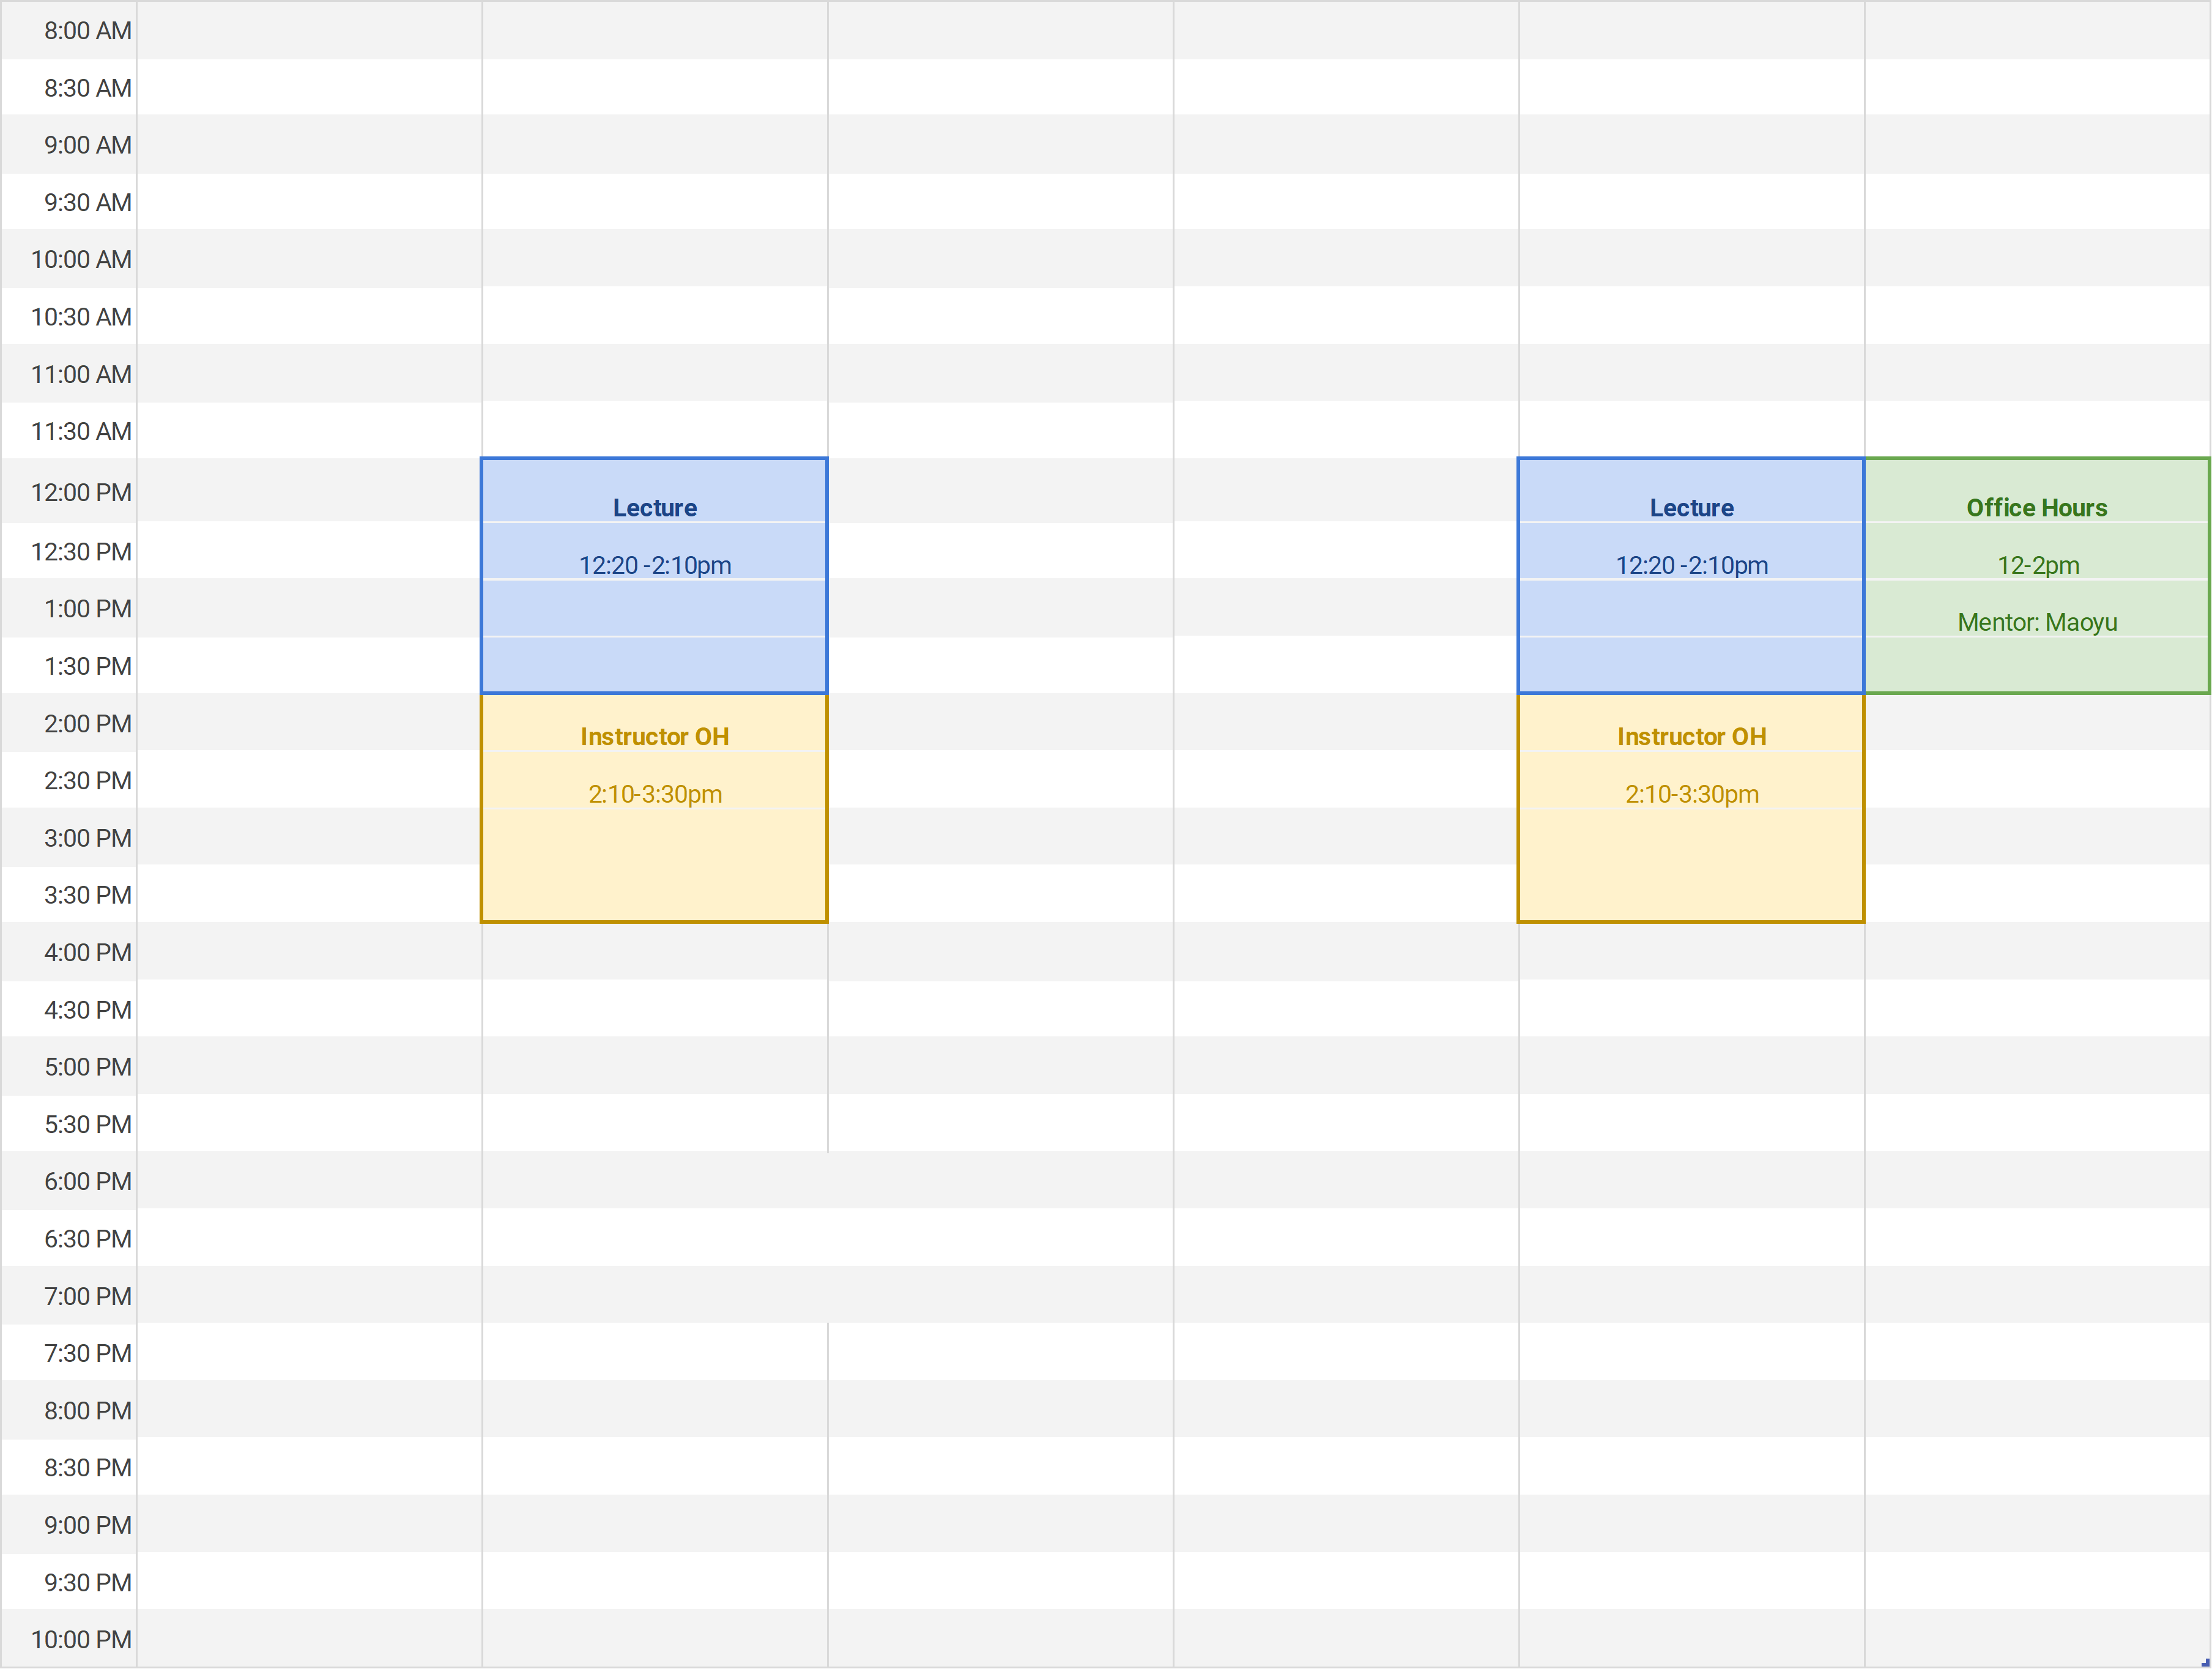 8:00 AM
8:30 AM
9:00 AM
9:30 AM
10:00 AM
10:30 AM
11:00 AM
11:30 AM
12:00 PM
Lecture
Lecture
Office Hours
12:30 PM
12:20 -2:10pm
12:20 -2:10pm
12-2pm
1:00 PM
Mentor: Maoyu
1:30 PM
2:00 PM
Instructor OH
Instructor OH
2:30 PM
2:10-3:30pm
2:10-3:30pm
3:00 PM
3:30 PM
4:00 PM
4:30 PM
5:00 PM
5:30 PM
6:00 PM
6:30 PM
7:00 PM
7:30 PM
8:00 PM
8:30 PM
9:00 PM
9:30 PM
10:00 PM